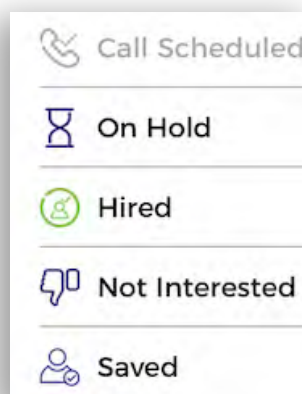 Call Scheduled
On Hold
Hired
Not Interested
Saved